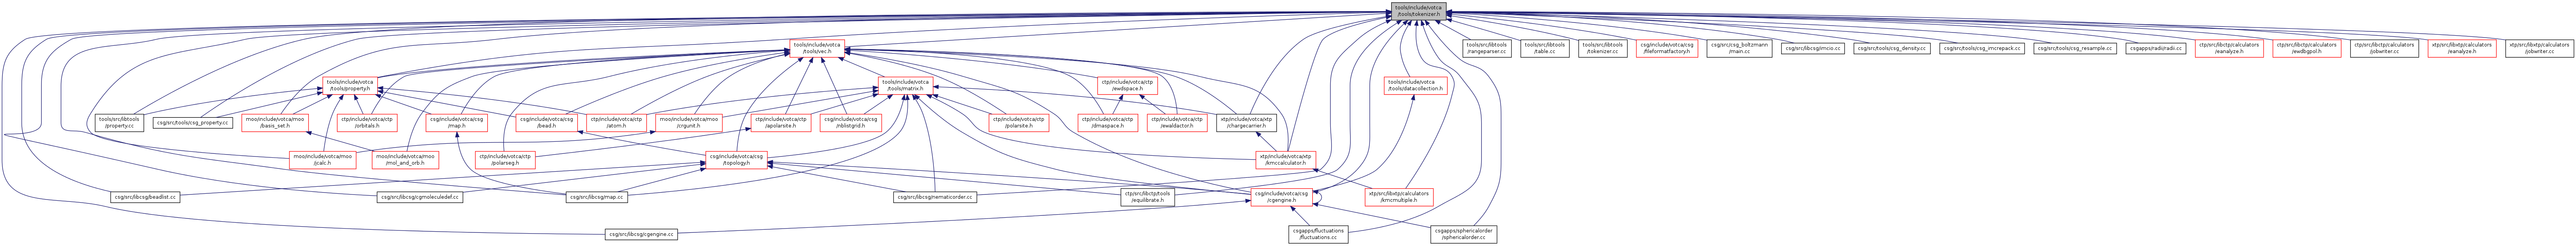 tools/include/votca
/tools/tokenizer.h
tools/include/votca
/tools/vec.h
tools/src/libtools
/rangeparser.cc
tools/src/libtools
/table.cc
tools/src/libtools
/tokenizer.cc
csg/include/votca/csg
/fileformatfactory.h
csg/src/csg_boltzmann
/main.cc
csg/src/libcsg/imcio.cc
csg/src/tools/csg_density.cc
csg/src/tools/csg_imcrepack.cc
csg/src/tools/csg_resample.cc
csgapps/radii/radii.cc
ctp/src/libctp/calculators
/eanalyze.h
ctp/src/libctp/calculators
/ewdbgpol.h
ctp/src/libctp/calculators
/jobwriter.cc
xtp/src/libxtp/calculators
/eanalyze.h
xtp/src/libxtp/calculators
/jobwriter.cc
tools/include/votca
/tools/property.h
tools/include/votca
/tools/matrix.h
ctp/include/votca/ctp
/ewdspace.h
tools/include/votca
/tools/datacollection.h
tools/src/libtools
/property.cc
csg/src/tools/csg_property.cc
moo/include/votca/moo
/basis_set.h
ctp/include/votca/ctp
/orbitals.h
csg/include/votca/csg
/map.h
csg/include/votca/csg
/bead.h
ctp/include/votca/ctp
/atom.h
moo/include/votca/moo
/crgunit.h
ctp/include/votca/ctp
/apolarsite.h
csg/include/votca/csg
/nblistgrid.h
ctp/include/votca/ctp
/polarsite.h
ctp/include/votca/ctp
/dmaspace.h
ctp/include/votca/ctp
/ewaldactor.h
xtp/include/votca/xtp
/chargecarrier.h
moo/include/votca/moo
/jcalc.h
moo/include/votca/moo
/mol_and_orb.h
ctp/include/votca/ctp
/polarseg.h
csg/include/votca/csg
/topology.h
xtp/include/votca/xtp
/kmccalculator.h
csg/src/libcsg/beadlist.cc
csg/src/libcsg/cgmoleculedef.cc
csg/src/libcsg/map.cc
csg/src/libcsg/nematicorder.cc
ctp/src/libctp/tools
/equilibrate.h
csg/include/votca/csg
/cgengine.h
xtp/src/libxtp/calculators
/kmcmultiple.h
csg/src/libcsg/cgengine.cc
csgapps/fluctuations
/fluctuations.cc
csgapps/sphericalorder
/sphericalorder.cc